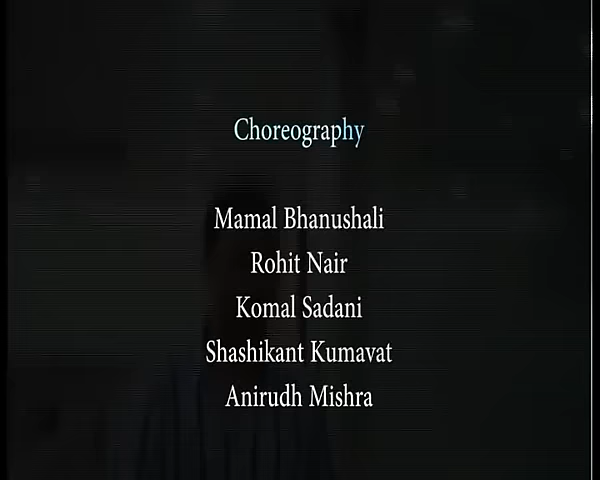 Choreography
Mamal Bhanushali
Rohit Nair
Komal Sadani
Shashikant Kumavat
Anirudh Mishra